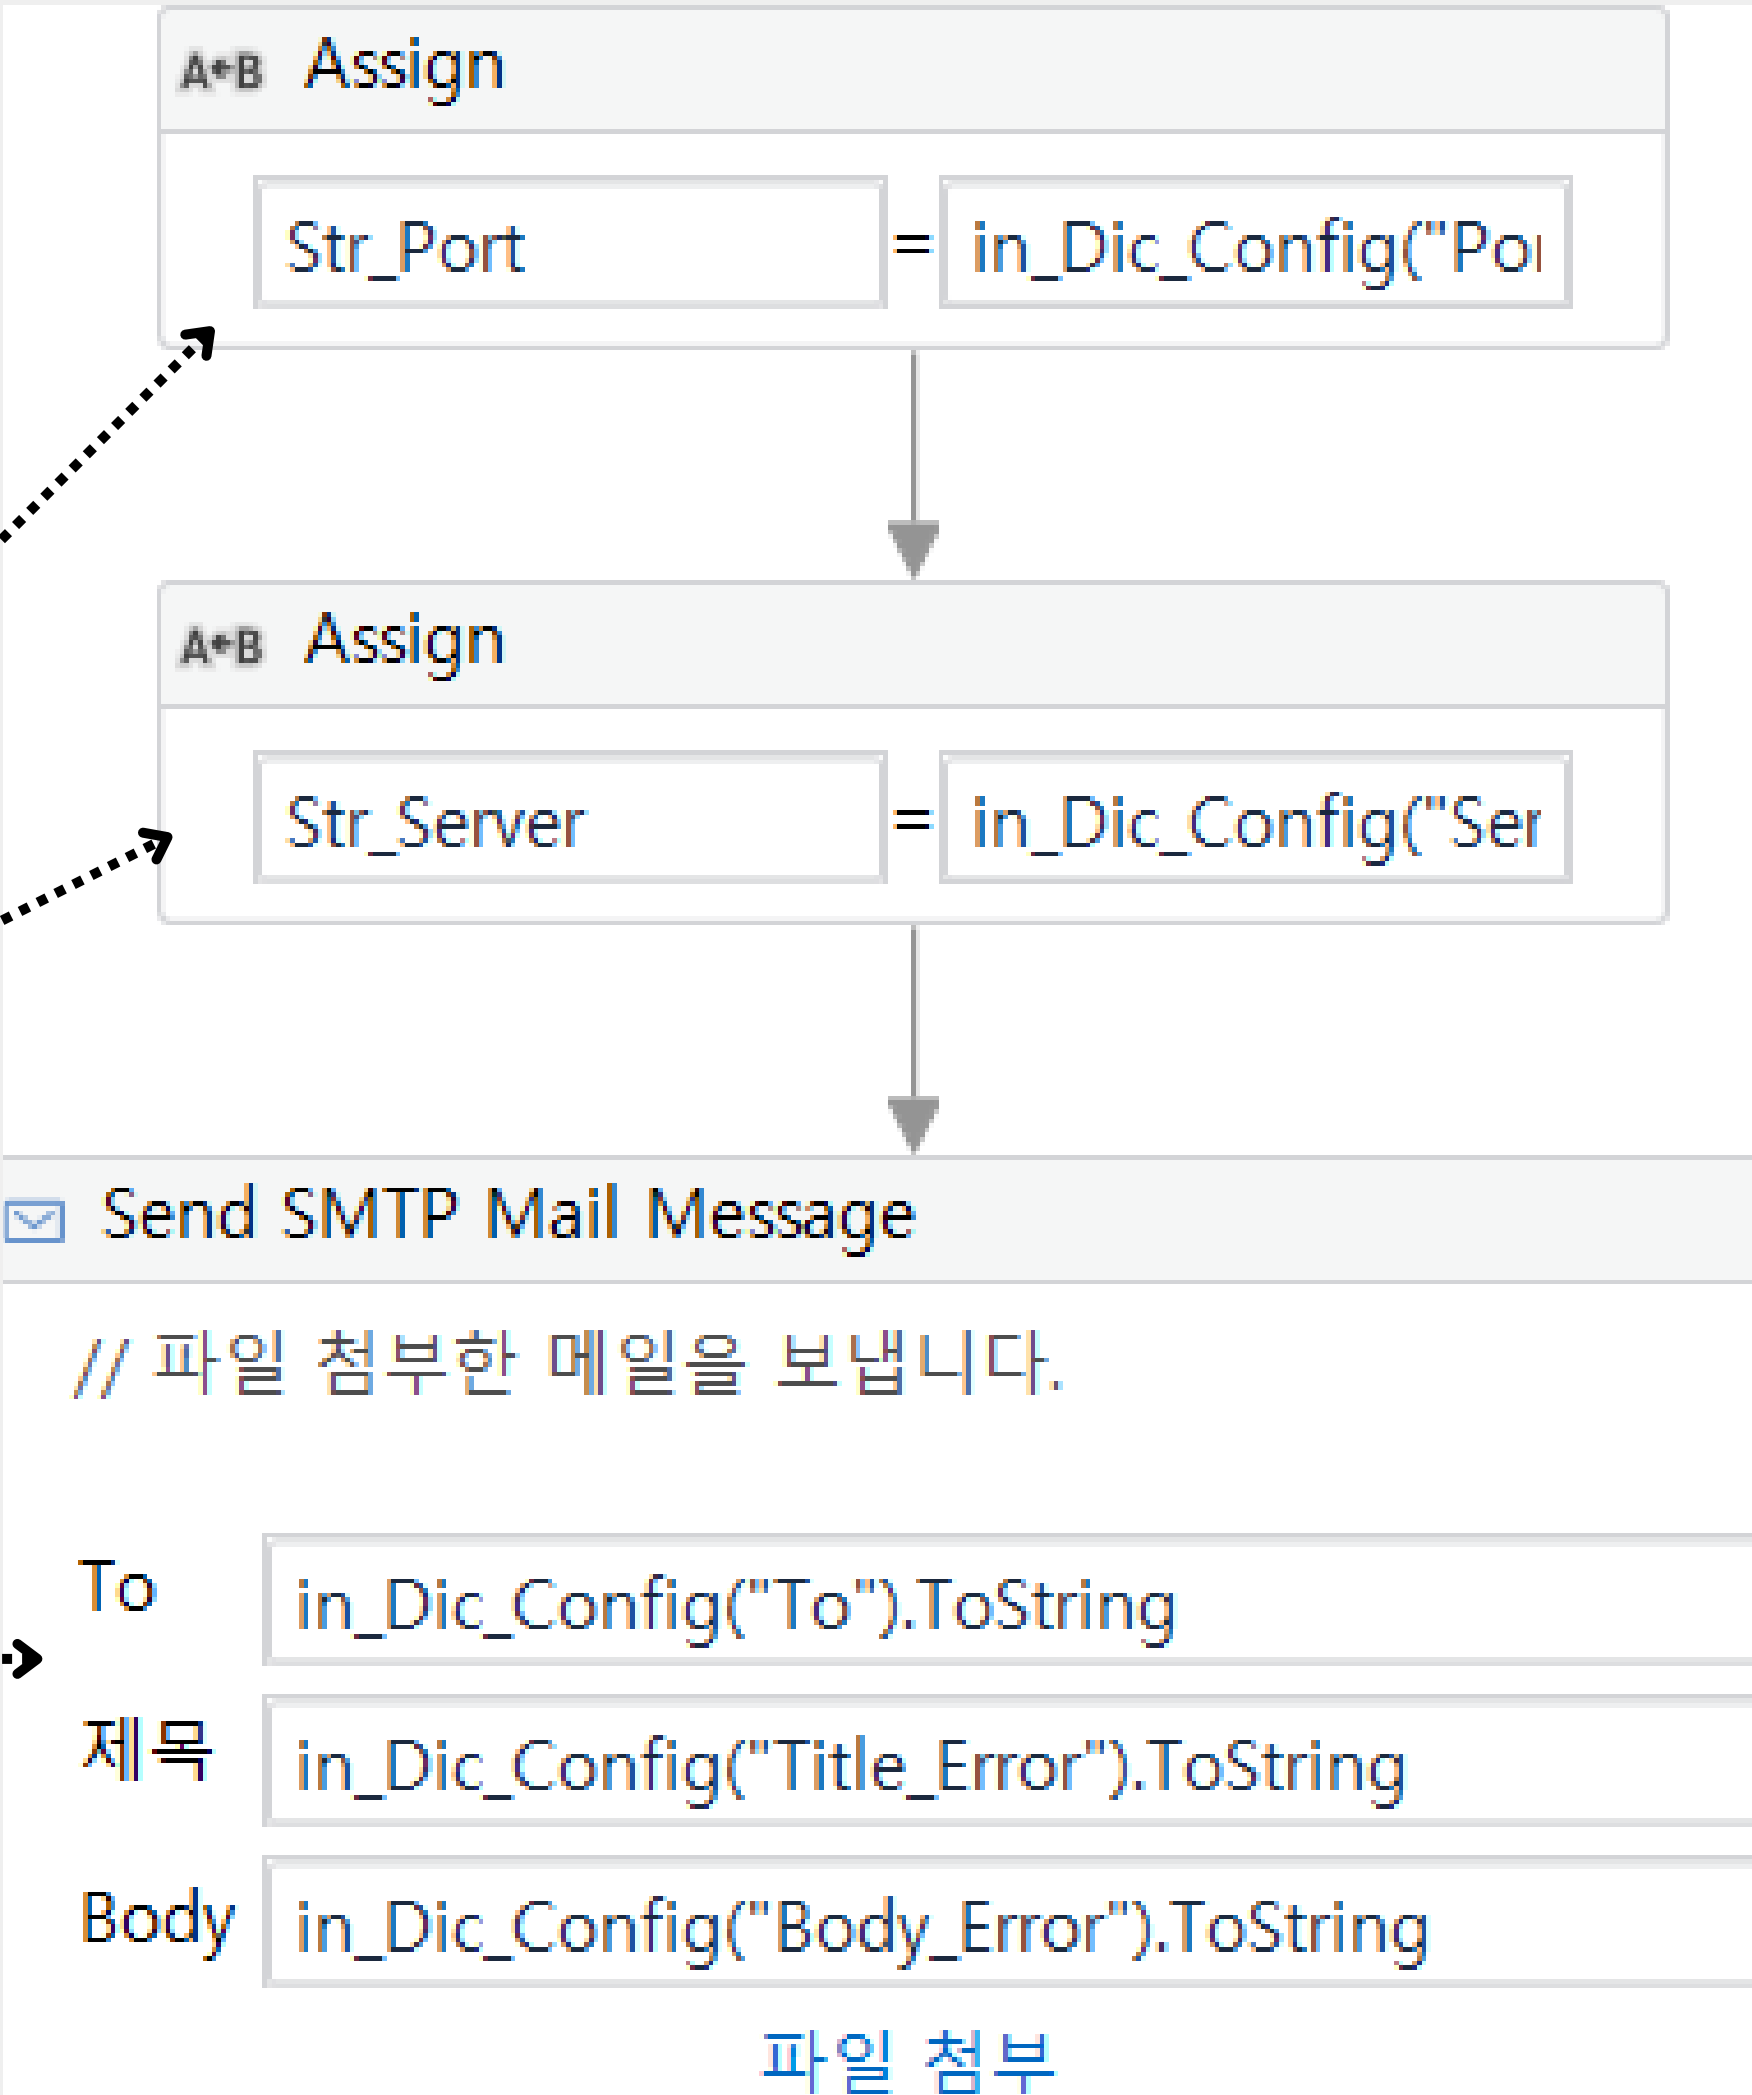 A+B Assign
Str_Port = in_Dic_Config("Por
A+B Assign
Str_Server = in_Dic_Config("Ser
Send SMTP Mail Message
// 파일 첨부한 메일을 보냅니다.
To in_Dic_Config("To").ToString
제목 in_Dic_Config("Title_Error").ToString
Body in_Dic_Config("Body_Error").ToString
파일 첨부